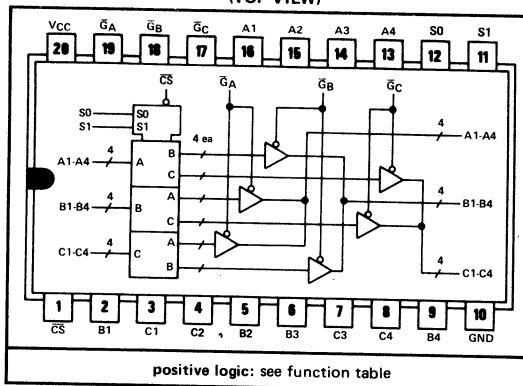 (TOP VIEW)
VCC G̅A G̅B G̅C A1 A2 A3 A4 S0 S1
20 19 18 17 16 15 14 13 12 11
C̅S̅ G̅A G̅B G̅C
S0 S0
S1 S1
4 ea
4 A1-A4
A1-A4 4 A B
C
B1-B4 4 B A
C
4 B1-B4
C1-C4 4 C A
B
4 C1-C4
1 2 3 4 5 6 7 8 9 10
C̅S̅ B1 C1 C2 B2 B3 C3 C4 B4 GND
positive logic: see function table